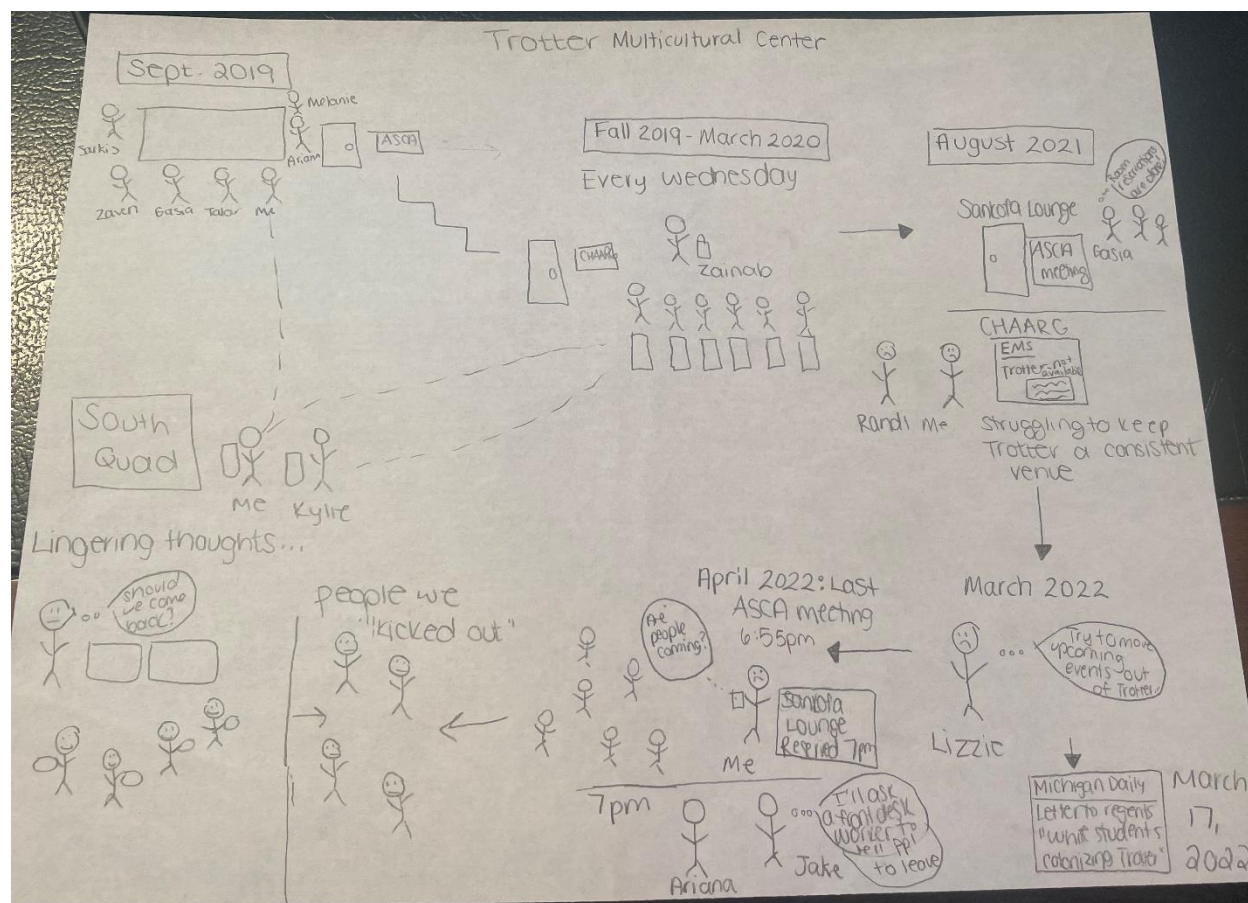 Trotter Multicultural Center
Sept. 2019
Melanie
Sarkis
Ariana
ASCA
Zaven
Gasia
Talar
Me
Fall 2019 - March 2020
Every Wednesday
CHAARG
Zainab
August 2021
Room
reservations
are done!
Sankofa Lounge
ASCA
meeting
Gasia
CHAARG
EMS
Trotter-not
available
Randi
Me
Struggling to keep
Trotter a consistent
venue
South
Quad
Me
Kylie
March 2022
Try to move
upcoming
events out
of Trotter.
Lizzie
Michigan Daily
Letter to regents
"white students
colonizing Trotter"
March
17,
2022
April 2022: Last
ASCA meeting
6:55pm
Are
people
coming?
Sankofa
Lounge
Reserved 7pm
Me
7pm
Ariana
Jake
I'll ask
a front desk
worker to
tell ppl
to leave
people we
"kicked out"
Lingering thoughts...
should
we come
back?